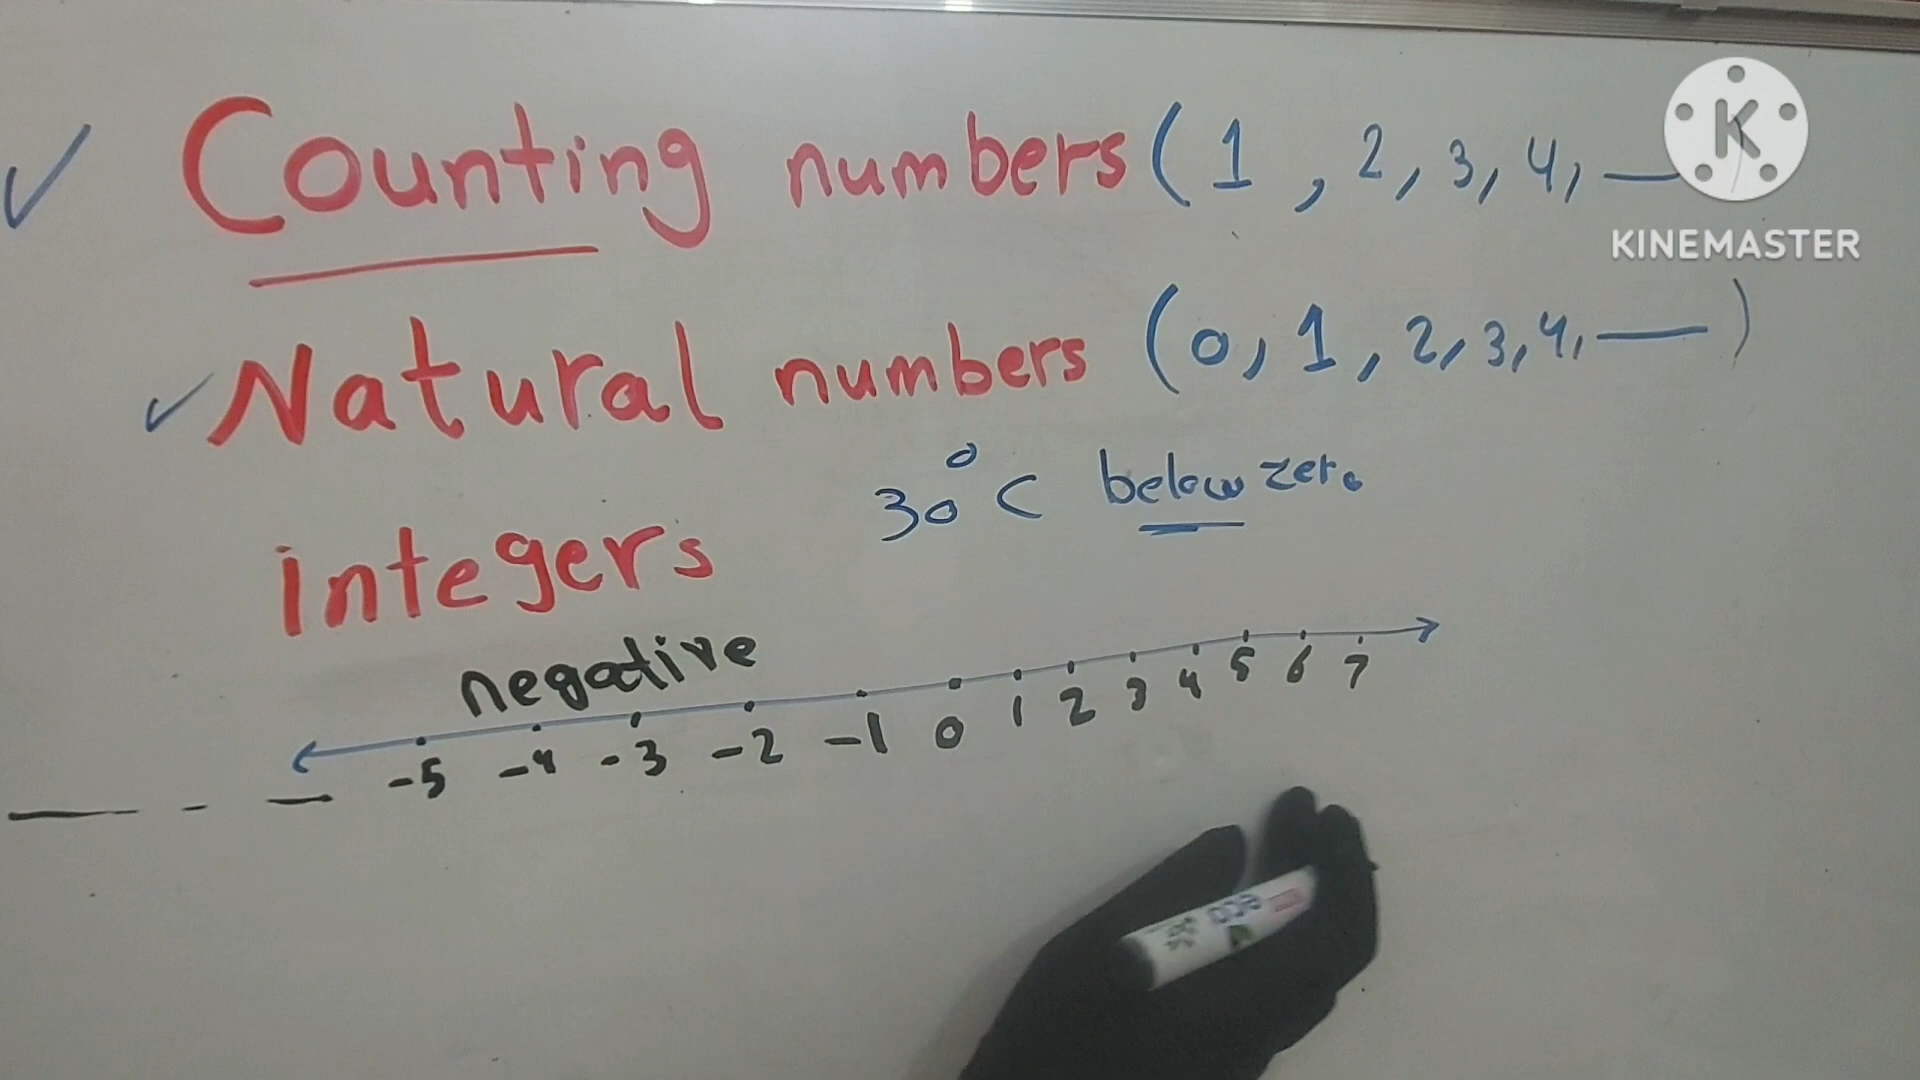 Counting numbers (1, 2, 3, 4, —
KINEMASTER
Natural numbers (0, 1, 2, 3, 4, —)
30°C below zero
integers
negative
-5 -4 -3 -2 -1 0 1 2 3 4 5 6 7